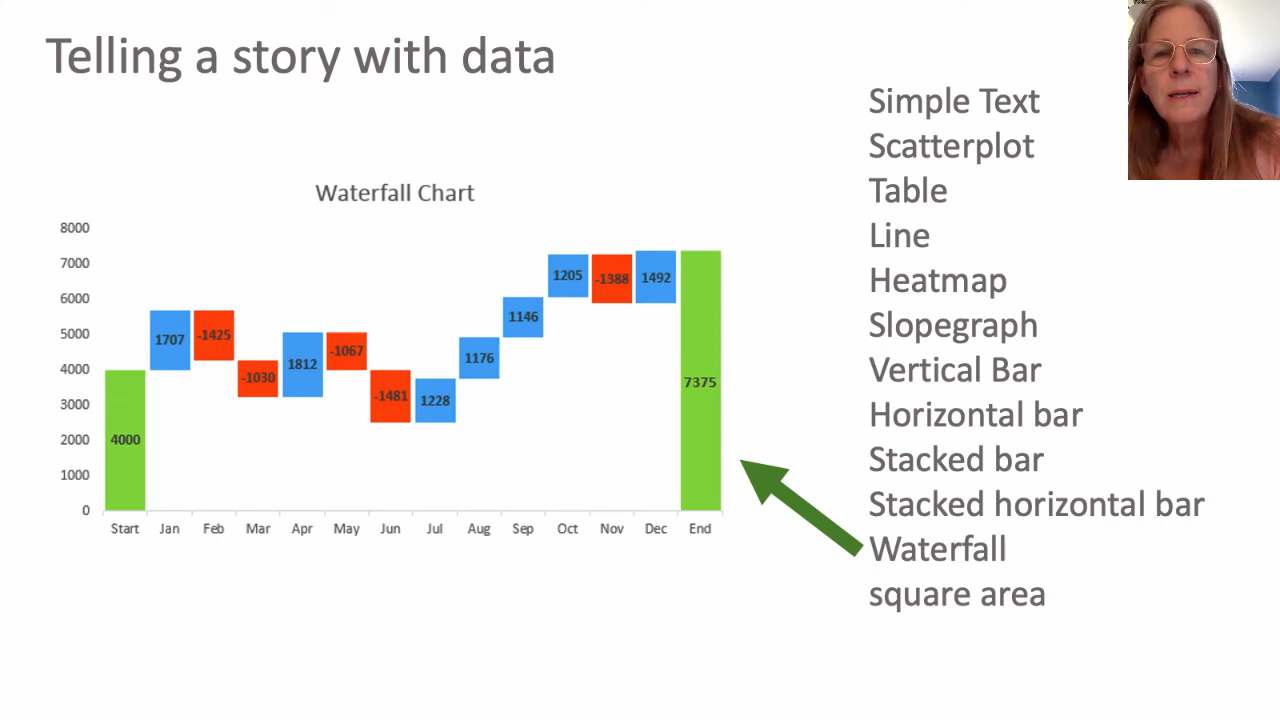 Telling a story with data
Simple Text
Scatterplot
Table
Line
Heatmap
Slopegraph
Vertical Bar
Horizontal bar
Stacked bar
Stacked horizontal bar
Waterfall
square area
Waterfall Chart
8000
7000
6000
5000
4000
3000
2000
1000
0
4000
1707
-1425
-1030
1812
-1067
-1481
1228
1176
1146
1205
-1388
1492
7375
Start Jan Feb Mar Apr May Jun Jul Aug Sep Oct Nov Dec End